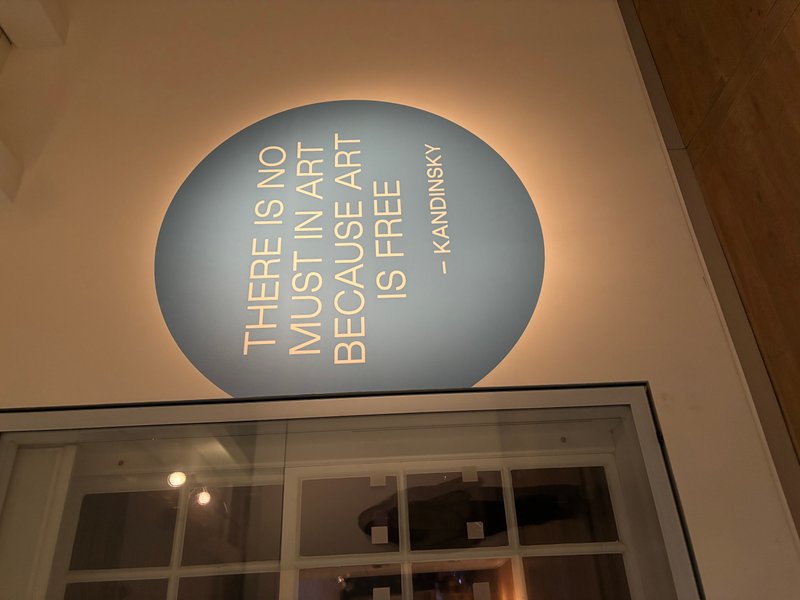 THERE IS NO
MUST IN ART
BECAUSE ART
IS FREE
– KANDINSKY